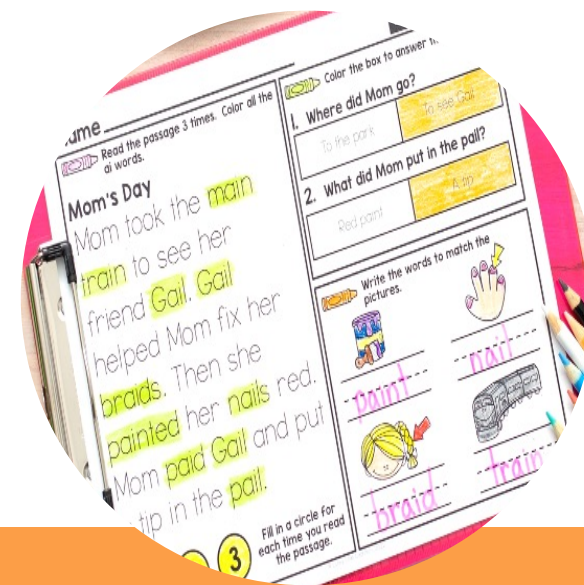 ame
Read the passage 3 times. Color all the
ai words.
Mom's Day
Mom took the main
train to see her
friend Gail. Gail
helped Mom fix her
braids. Then she
painted her nails red.
Mom paid Gail and put
tip in the pail.
3
Fill in a circle for
each time you read
the passage.
Color the box to answer
1. Where did Mom go?
To the park
To see Gail
2. What did Mom put in the pail?
Red paint
A tip
Write the words to match the
pictures.
paint
nail
braid
train